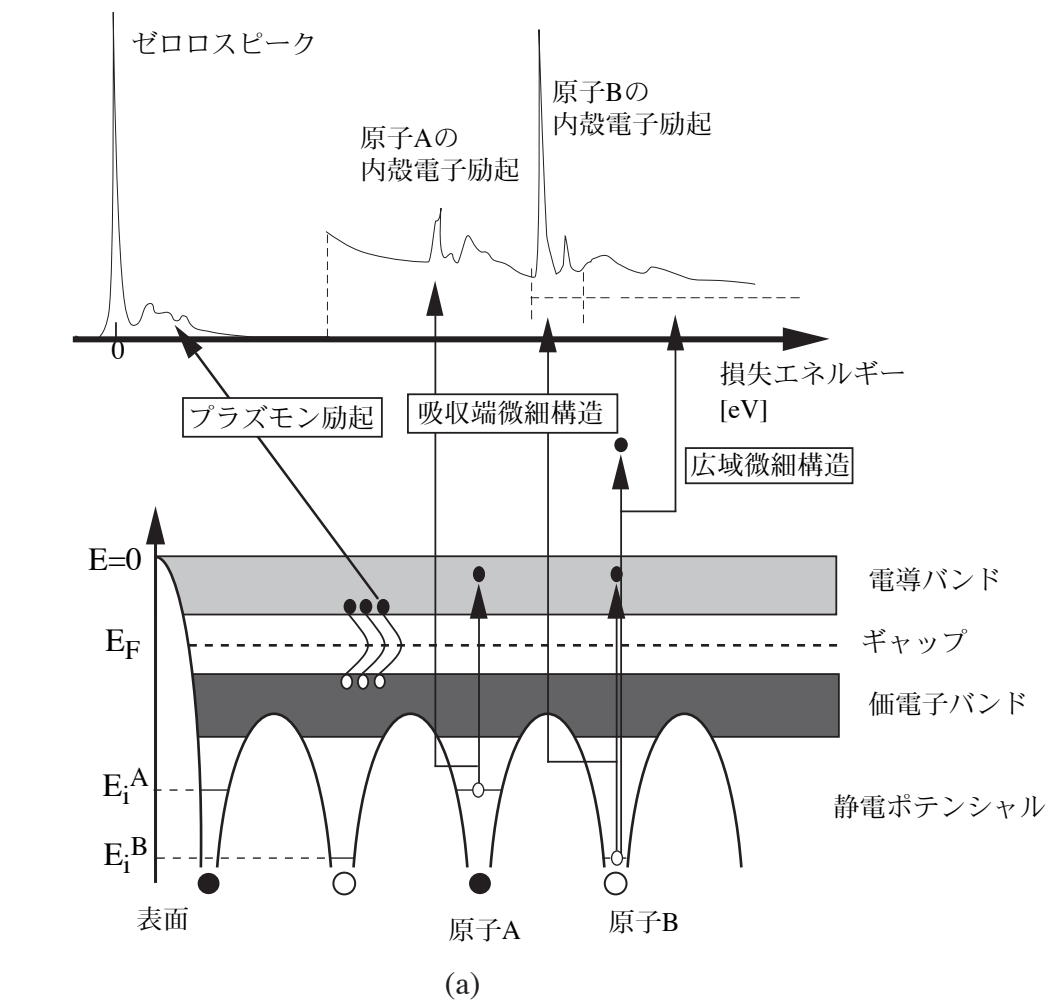 ゼロロスピーク
原子Bの
内殻電子励起
原子Aの
内殻電子励起
0
損失エネルギー
[eV]
プラズモン励起
吸収端微細構造
広域微細構造
E=0
電導バンド
EF
ギャップ
価電子バンド
EiA
静電ポテンシャル
EiB
表面
原子A
原子B
(a)